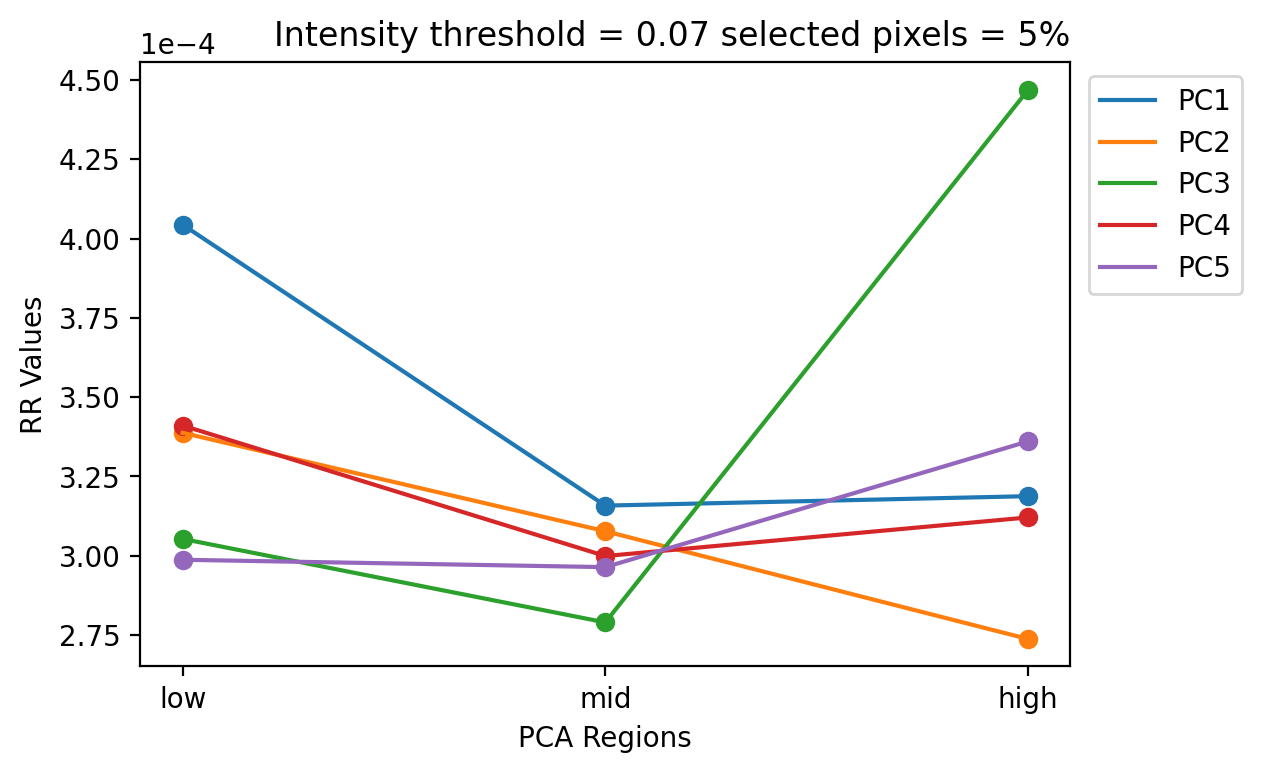 Intensity threshold = 0.07 selected pixels = 5%
1e−4
4.50
4.25
4.00
3.75
3.50
3.25
3.00
2.75
RR Values
low
mid
high
PCA Regions
PC1
PC2
PC3
PC4
PC5